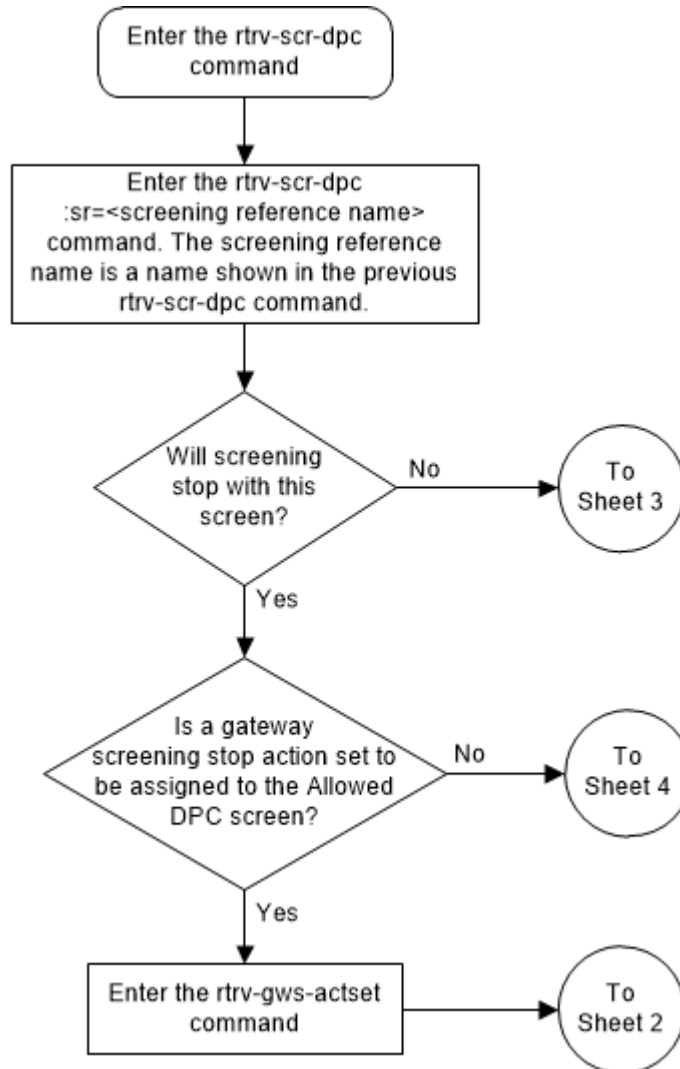 Enter the rtrv-scr-dpc
command
Enter the rtrv-scr-dpc
:sr=<screening reference name>
command. The screening reference
name is a name shown in the previous
rtrv-scr-dpc command.
Will screening
stop with this
screen?
No
To
Sheet 3
Yes
Is a gateway
screening stop action set to
be assigned to the Allowed
DPC screen?
No
To
Sheet 4
Yes
Enter the rtrv-gws-actset
command
To
Sheet 2